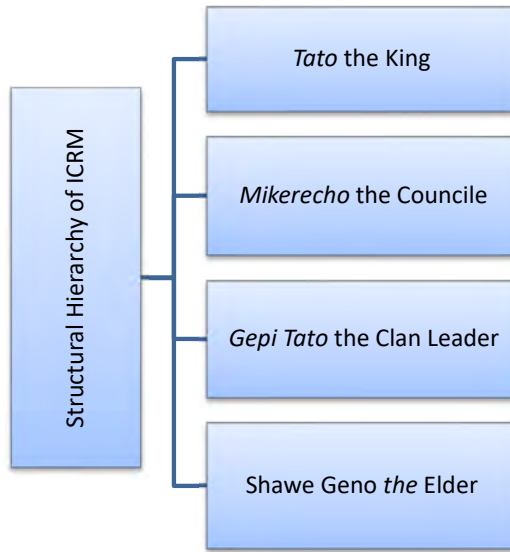 Structural Hierarchy of ICRM
Tato the King
Mikerecho the Councile
Gepi Tato the Clan Leader
Shawe Geno the Elder